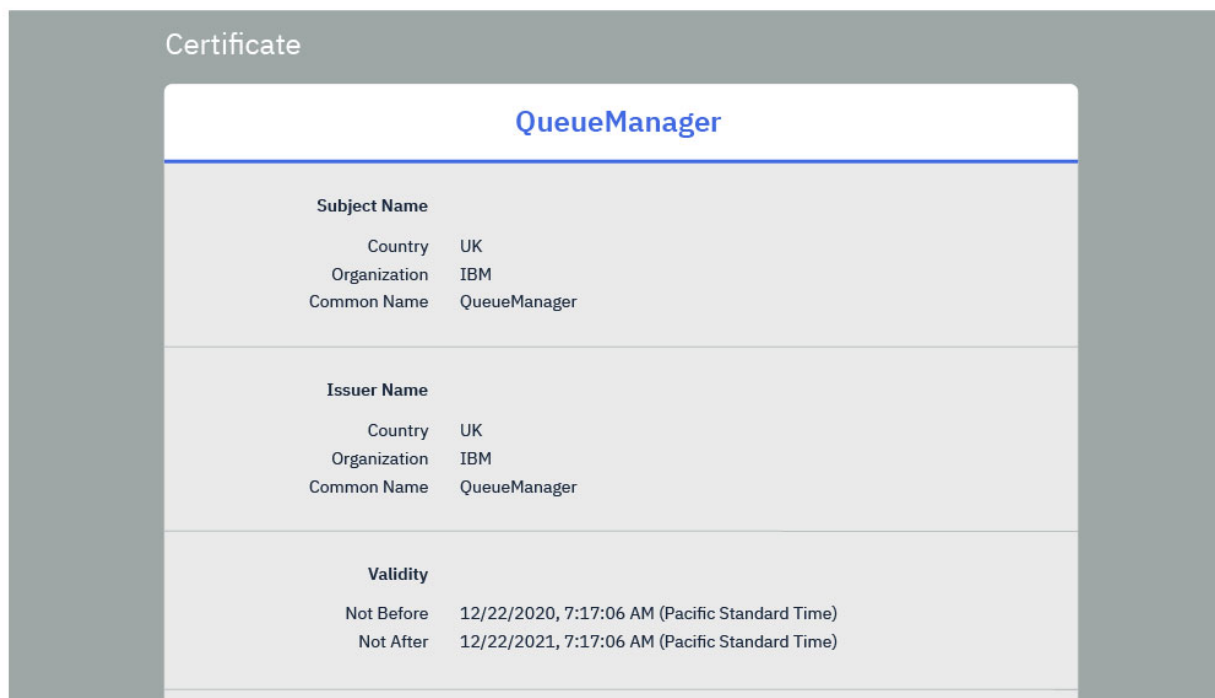 Certificate
QueueManager
Subject Name
Country UK
Organization IBM
Common Name QueueManager
Issuer Name
Country UK
Organization IBM
Common Name QueueManager
Validity
Not Before 12/22/2020, 7:17:06 AM (Pacific Standard Time)
Not After 12/22/2021, 7:17:06 AM (Pacific Standard Time)